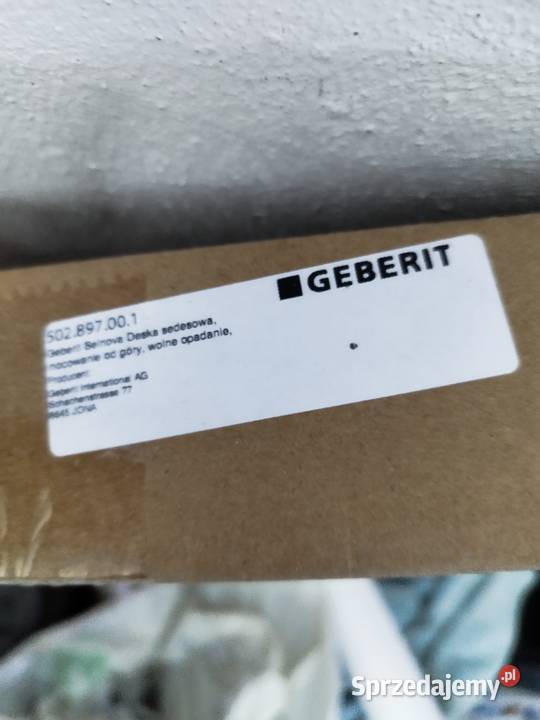 GEBERIT
502.897.00.1
Geberit Selnova Deska sedesowa,
mocowanie od góry, wolne opadanie,
Producent:
Geberit International AG
Schachenstrasse 77
8645 JONA
Sprzedajemy.pl